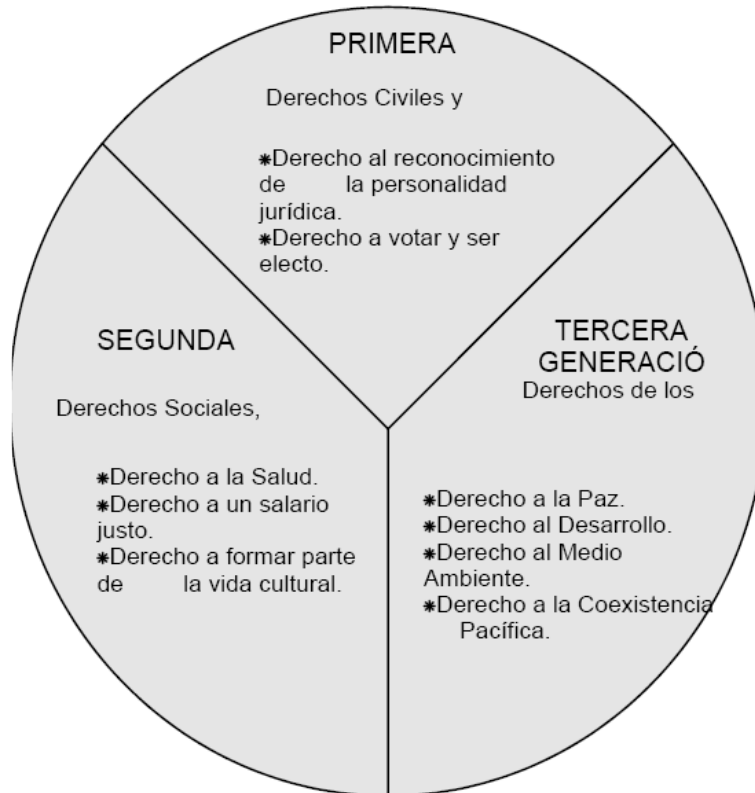 PRIMERA
Derechos Civiles y
⁕Derecho al reconocimiento
de la personalidad
jurídica.
⁕Derecho a votar y ser
electo.
SEGUNDA
Derechos Sociales,
⁕Derecho a la Salud.
⁕Derecho a un salario
justo.
⁕Derecho a formar parte
de la vida cultural.
TERCERA
GENERACIÓ
Derechos de los
⁕Derecho a la Paz.
⁕Derecho al Desarrollo.
⁕Derecho al Medio
Ambiente.
⁕Derecho a la Coexistencia
Pacífica.